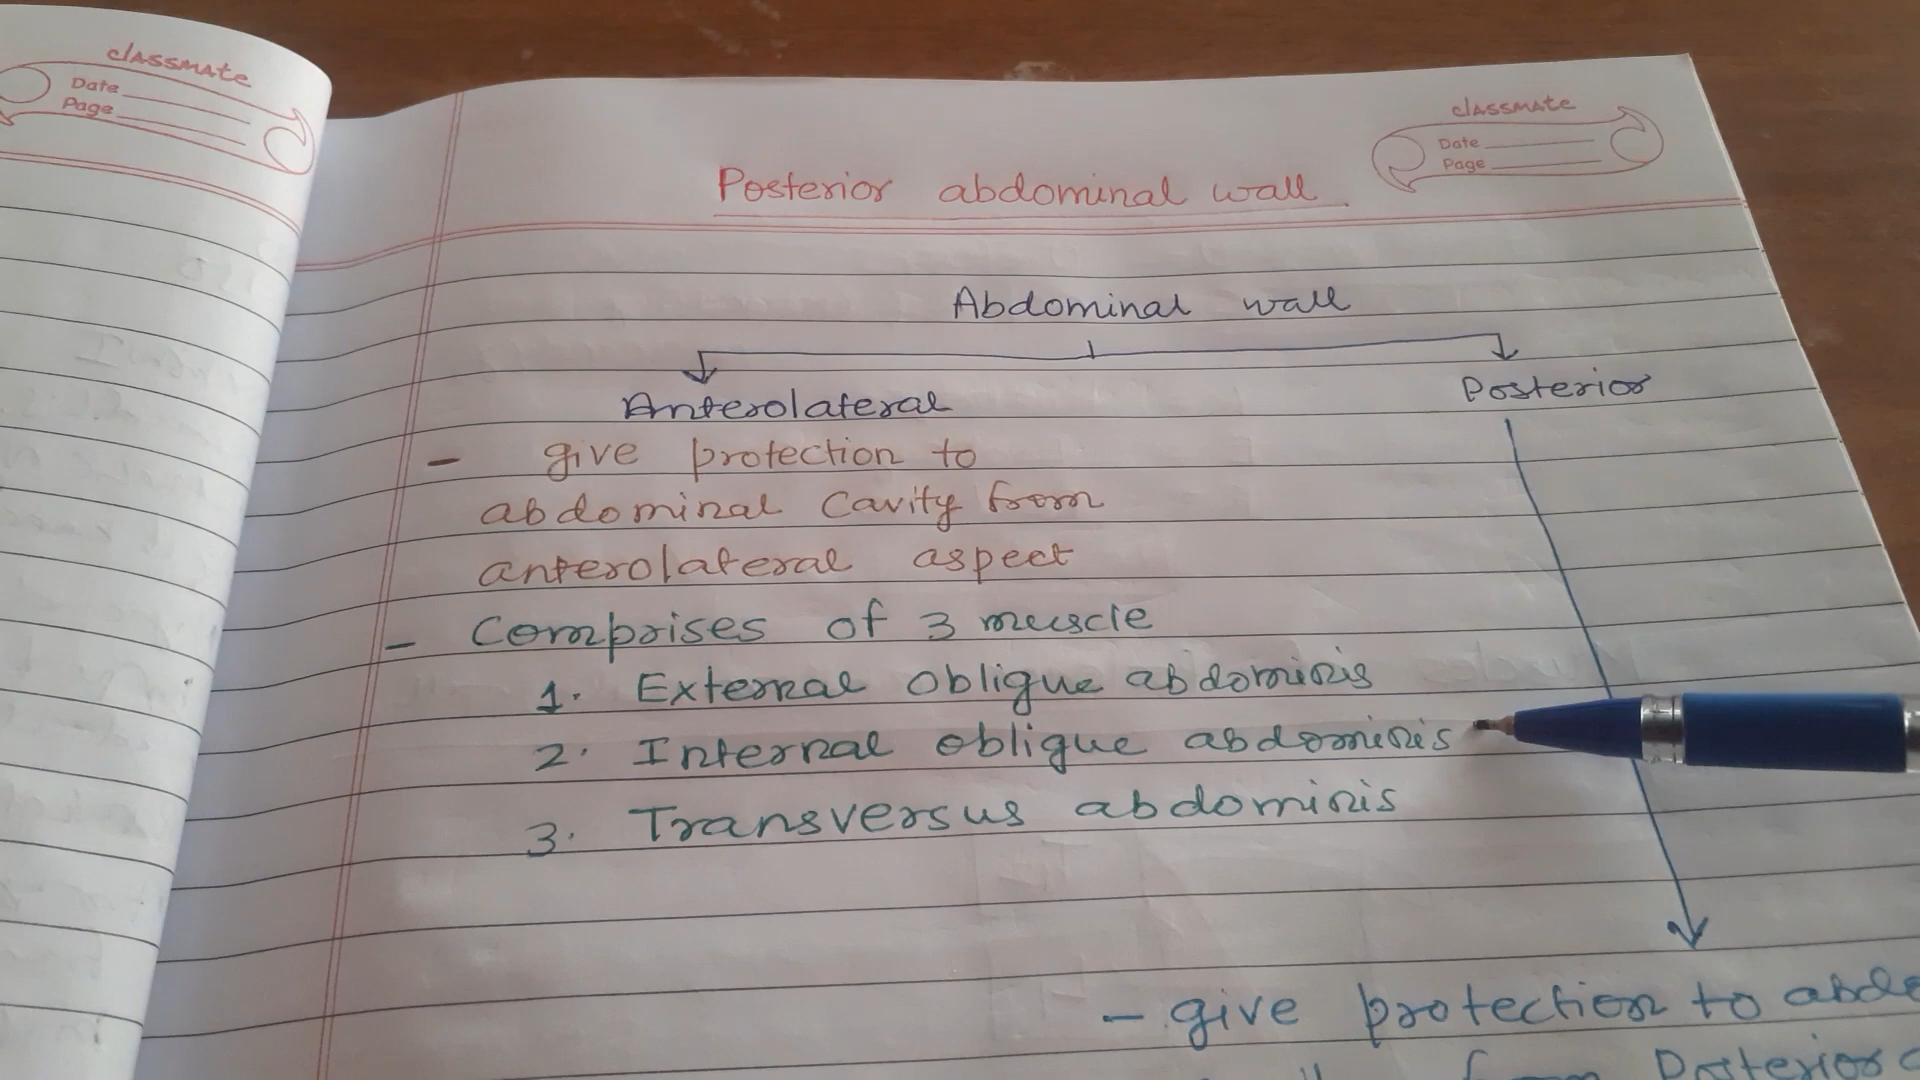 classmate
Date
Page
classmate
Date
Page
Posterior abdominal wall
Abdominal wall
Anterolateral
Posterior
- give protection to
abdominal cavity from
anterolateral aspect
- Comprises of 3 muscle
1. External oblique abdominis
2. Internal oblique abdominis
3. Transversus abdominis
- give protection to
from Posterior